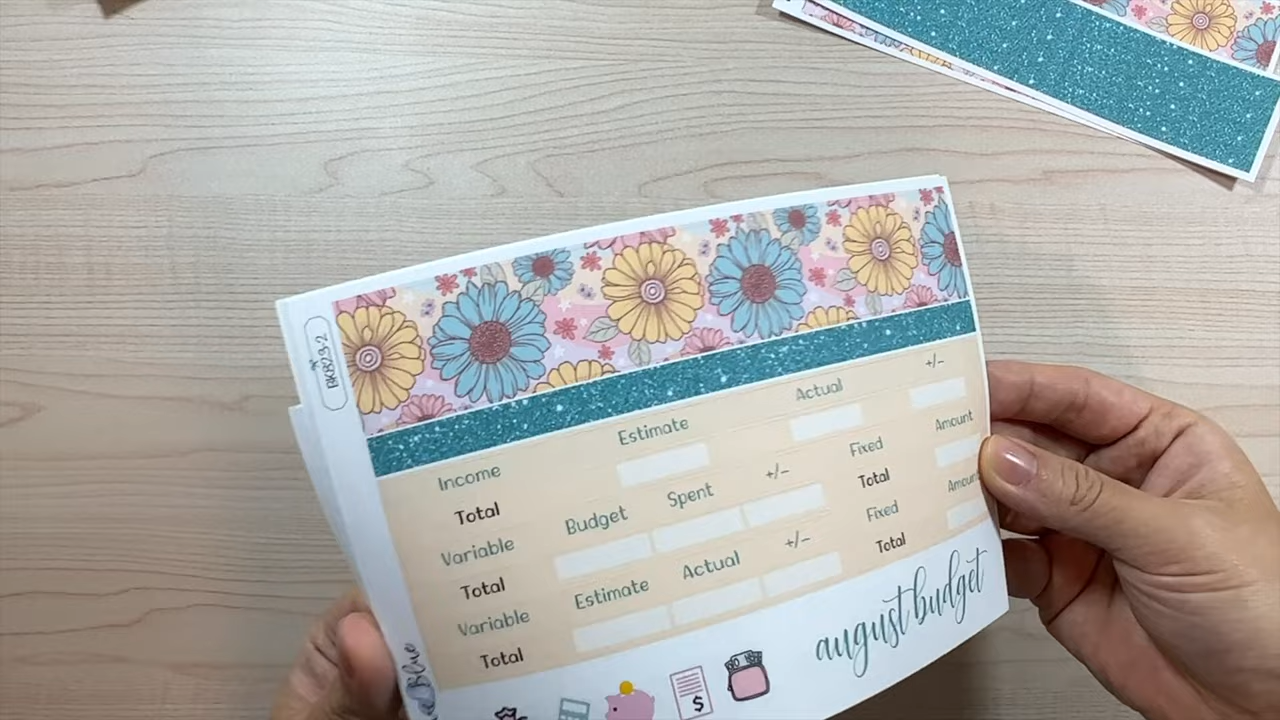 BK823-2
Estimate Actual +/-
Income
Total
Fixed Amount
Budget Spent +/-
Variable
Total
Total
Fixed Amount
Estimate Actual +/-
Variable
Total
Total
august budget
Blue
$